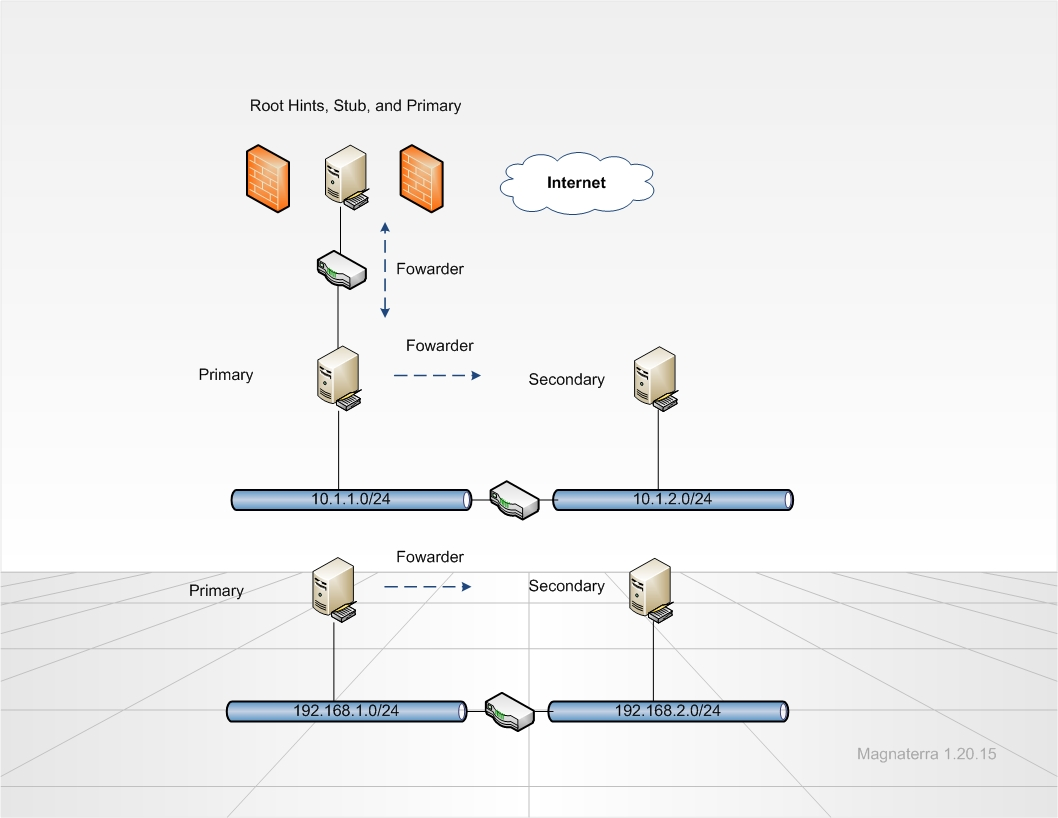 Root Hints, Stub, and Primary
Internet
Fowarder
Fowarder
Primary
Secondary
10.1.1.0/24
10.1.2.0/24
Fowarder
Primary
Secondary
192.168.1.0/24
192.168.2.0/24
Magnaterra 1.20.15